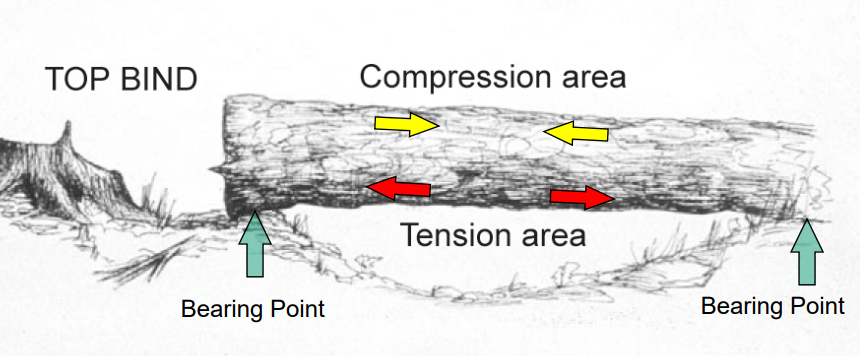 TOP BIND
Compression area
Tension area
Bearing Point
Bearing Point